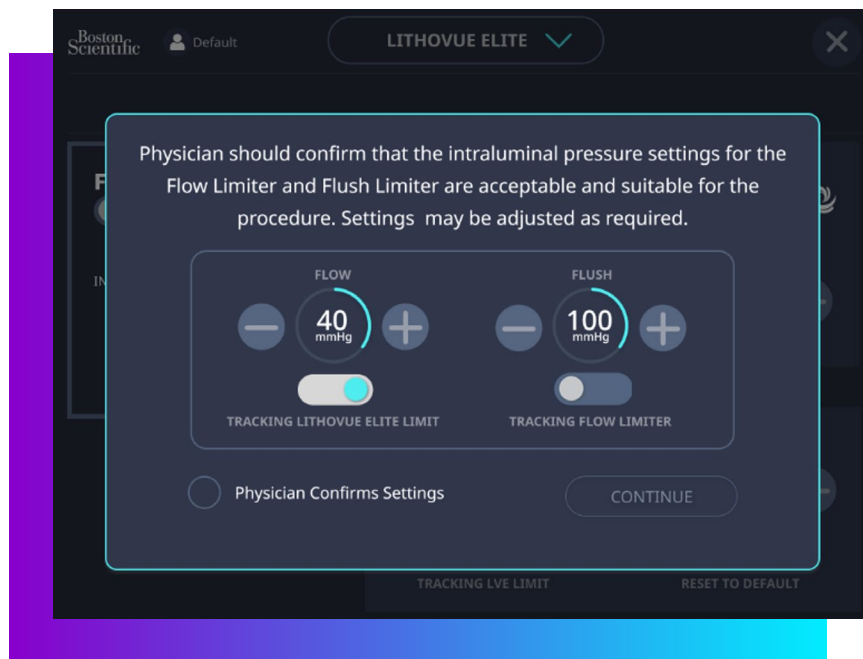 Boston
Scientific
Default
LITHOVUE ELITE
Physician should confirm that the intraluminal pressure settings for the
Flow Limiter and Flush Limiter are acceptable and suitable for the
procedure. Settings may be adjusted as required.
FLOW
FLUSH
40
mmHg
100
mmHg
TRACKING LITHOVUE ELITE LIMIT
TRACKING FLOW LIMITER
Physician Confirms Settings
CONTINUE
TRACKING LVE LIMIT
RESET TO DEFAULT